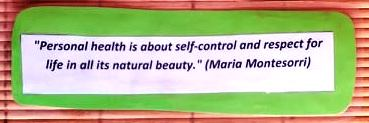 "Personal health is about self-control and respect for
life in all its natural beauty." (Maria Montesorri)